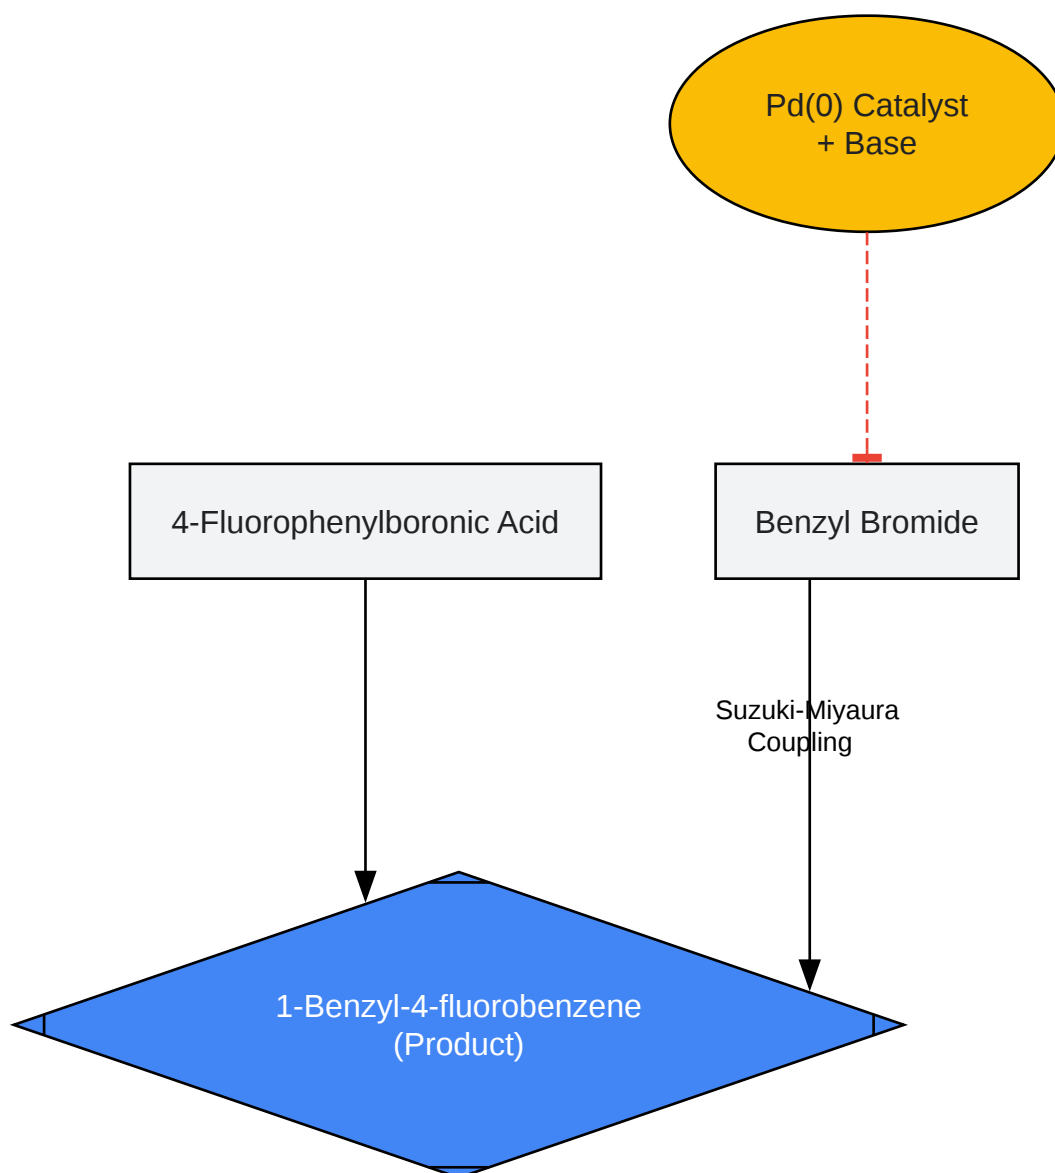 Pd(0) Catalyst
+ Base
4-Fluorophenylboronic Acid
Benzyl Bromide
Suzuki-Miyaura
Coupling
1-Benzyl-4-fluorobenzene
(Product)